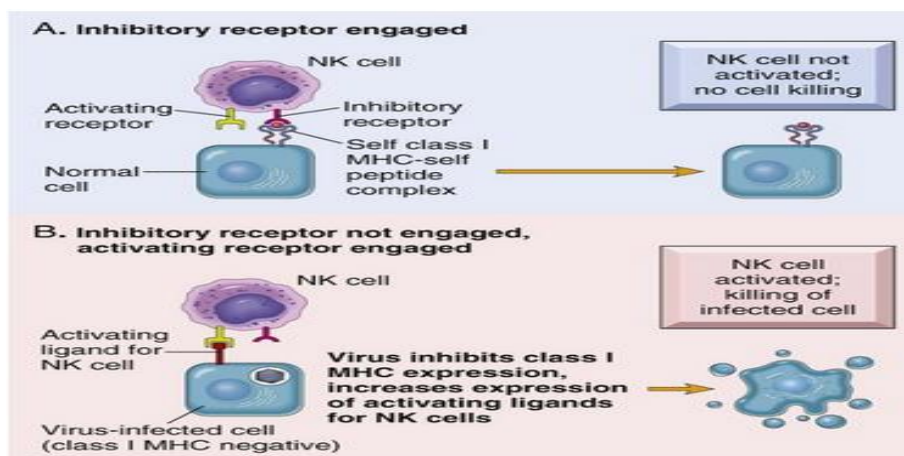 A. Inhibitory receptor engaged
NK cell
Activating
receptor
Inhibitory
receptor
Self class I
MHC-self
peptide
complex
Normal
cell
NK cell not
activated;
no cell killing
B. Inhibitory receptor not engaged,
activating receptor engaged
NK cell
Activating
ligand for
NK cell
Virus inhibits class I
MHC expression,
increases expression
of activating ligands
for NK cells
Virus-infected cell
(class I MHC negative)
NK cell
activated;
killing of
infected cell